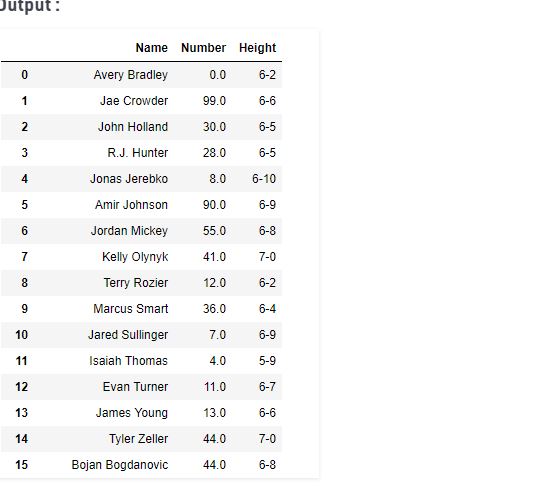 Output :
Name Number Height
0 Avery Bradley 0.0 6-2
1 Jae Crowder 99.0 6-6
2 John Holland 30.0 6-5
3 R.J. Hunter 28.0 6-5
4 Jonas Jerebko 8.0 6-10
5 Amir Johnson 90.0 6-9
6 Jordan Mickey 55.0 6-8
7 Kelly Olynyk 41.0 7-0
8 Terry Rozier 12.0 6-2
9 Marcus Smart 36.0 6-4
10 Jared Sullinger 7.0 6-9
11 Isaiah Thomas 4.0 5-9
12 Evan Turner 11.0 6-7
13 James Young 13.0 6-6
14 Tyler Zeller 44.0 7-0
15 Bojan Bogdanovic 44.0 6-8